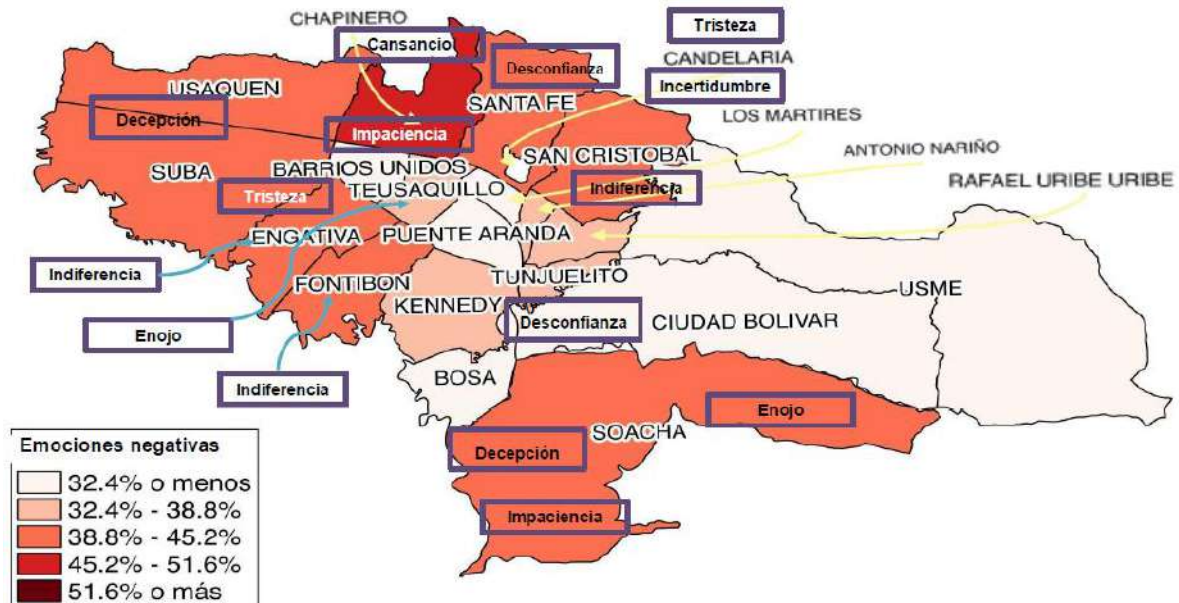 CHAPINERO
Tristeza
Cansancio
Desconfianza
CANDELARIA
USAQUEN
Incertidumbre
SANTA FE
Decepción
LOS MARTIRES
Impaciencia
ANTONIO NARIÑO
SAN CRISTOBAL
BARRIOS UNIDOS
SUBA
RAFAEL URIBE URIBE
TEUSAQUILLO
Indiferencia
Tristeza
ENGATIVA
PUENTE ARANDA
Indiferencia
TUNJUELITO
FONTIBON
USME
KENNEDY
Desconfianza
CIUDAD BOLIVAR
Enojo
BOSA
Indiferencia
Enojo
SOACHA
Decepción
Impaciencia
Emociones negativas
32.4% o menos
32.4% - 38.8%
38.8% - 45.2%
45.2% - 51.6%
51.6% o más